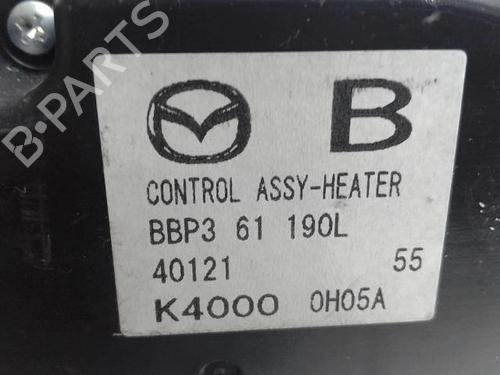 B
CONTROL ASSY-HEATER
BBP3 61 190L
40121 55
K4000 0H05A
B-PARTS